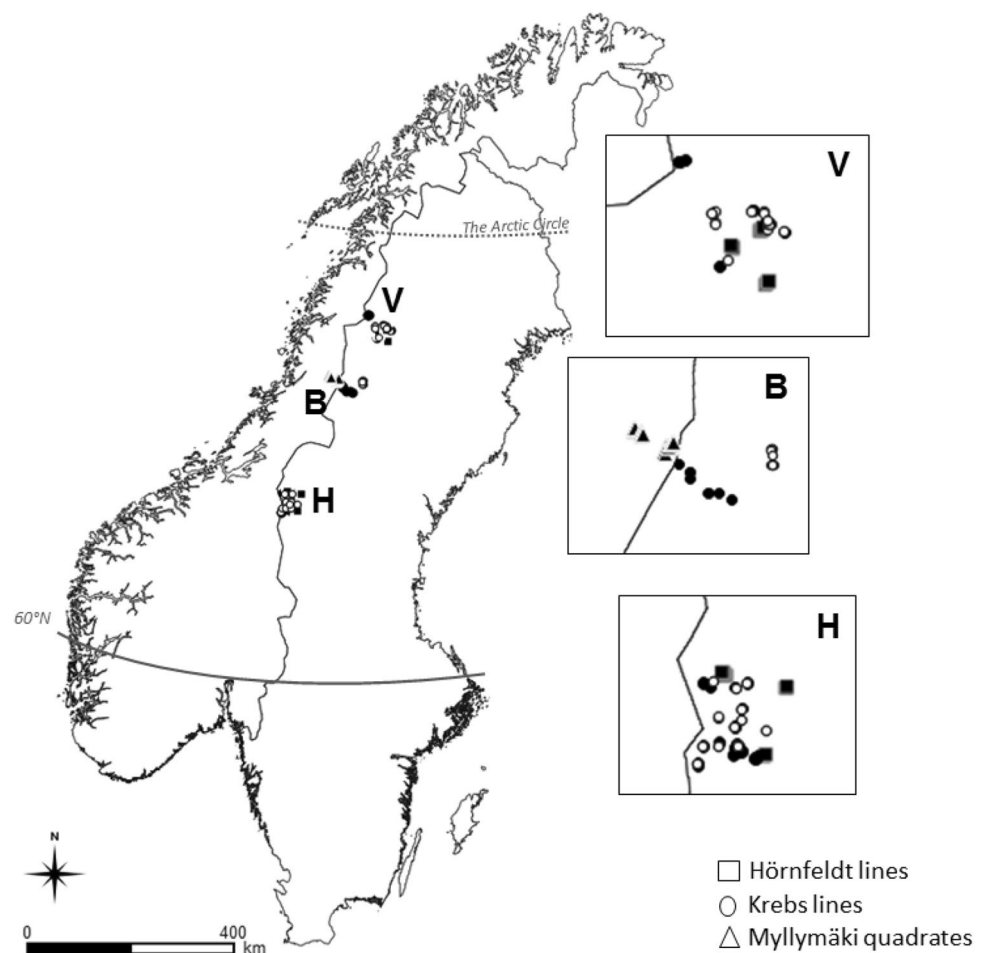 V
The Arctic Circle
V
B
B
H
H
60°N
N
0 400
km
Hörnfeldt lines
Krebs lines
Myllymäki quadrates